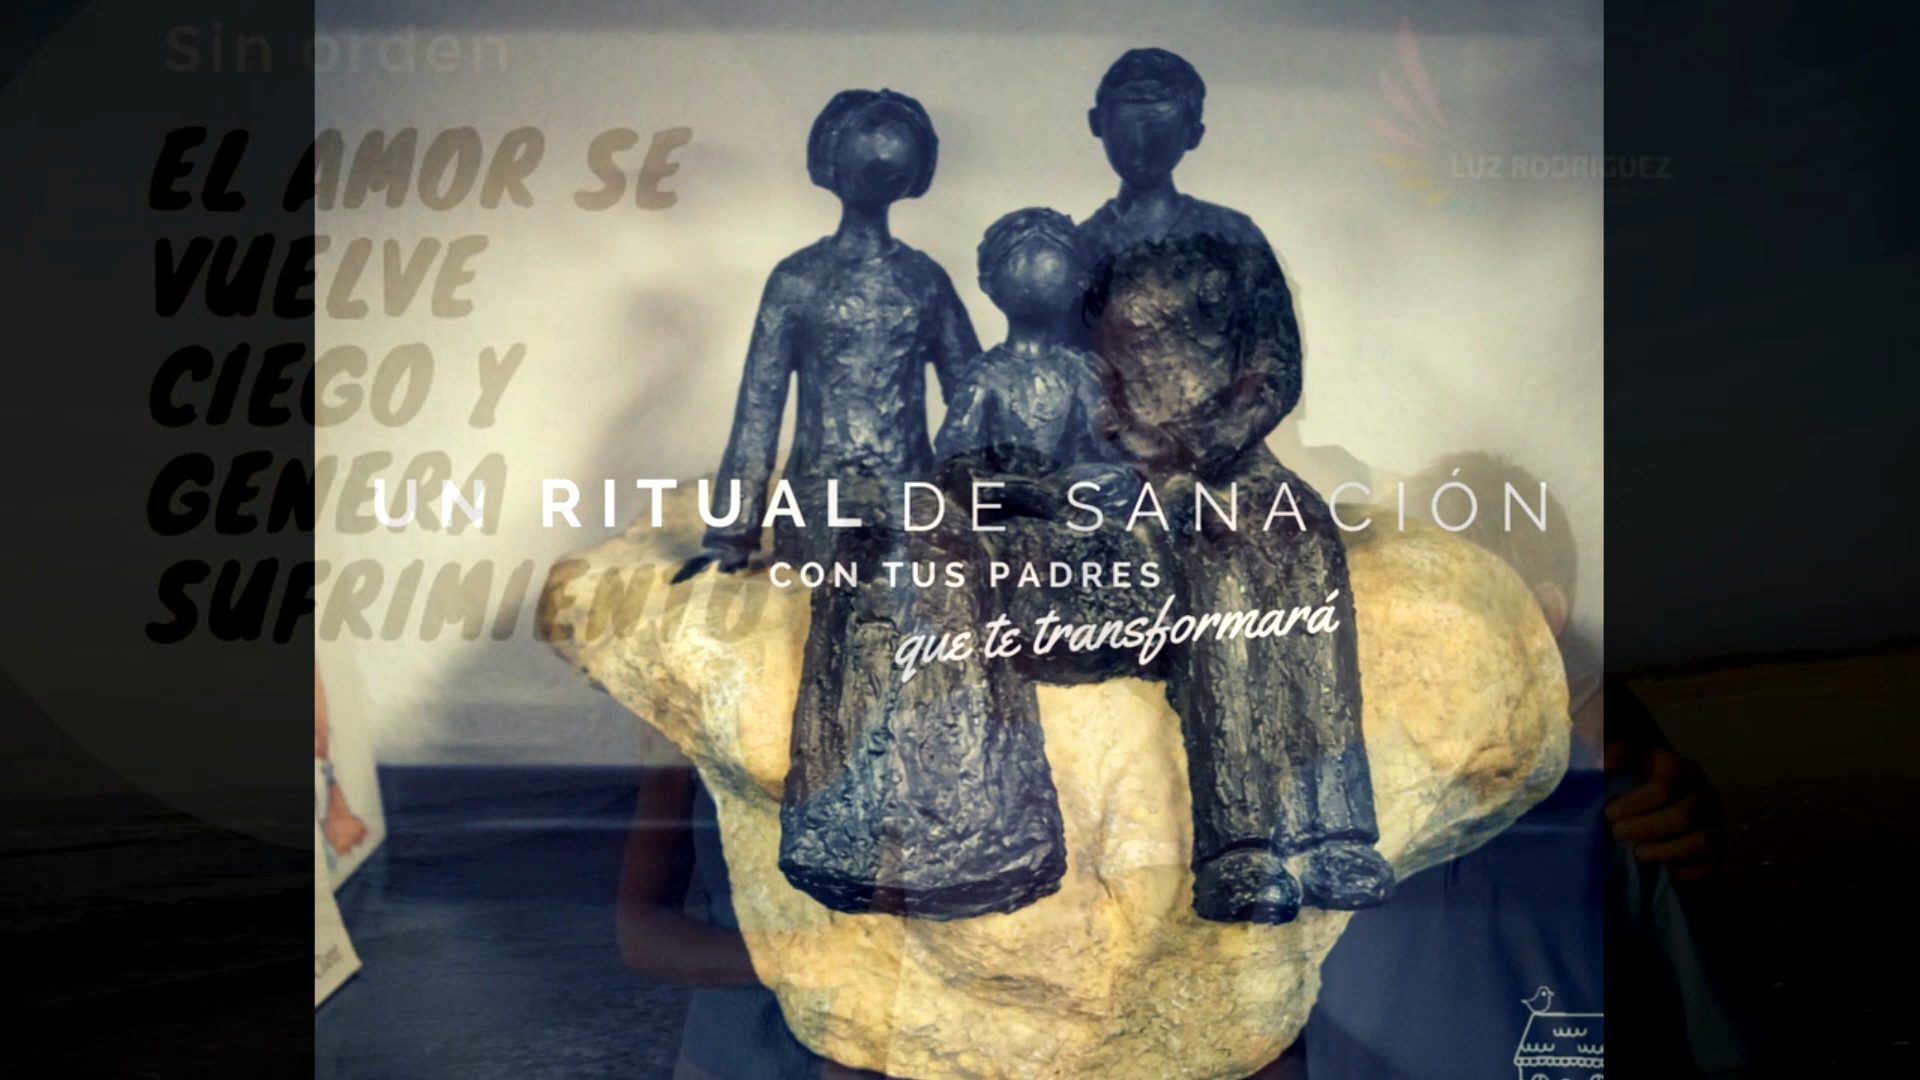 Sin orden
EL AMOR SE
VUELVE
CIEGO Y
GENERA
SUFRIMIENTO
LUZ RODRIGUEZ
UN RITUAL DE SANACIÓN
CON TUS PADRES
que te transformará